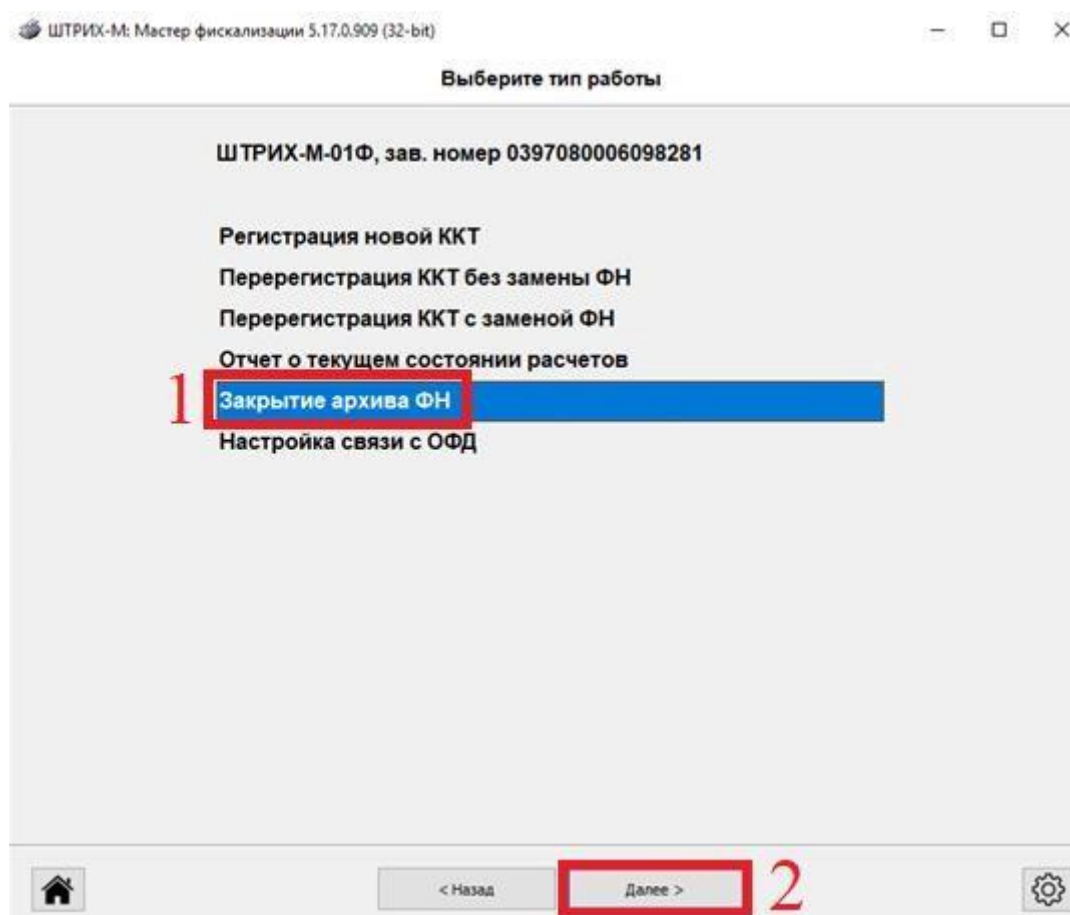 ШТРИХ-М: Мастер фискализации 5.17.0.909 (32-bit)
Выберите тип работы
ШТРИХ-М-01Ф, зав. номер 0397080006098281
Регистрация новой ККТ
Перерегистрация ККТ без замены ФН
Перерегистрация ККТ с заменой ФН
Отчет о текущем состоянии расчетов
1 Закрытие архива ФН
Настройка связи с ОФД
< Назад Далее > 2